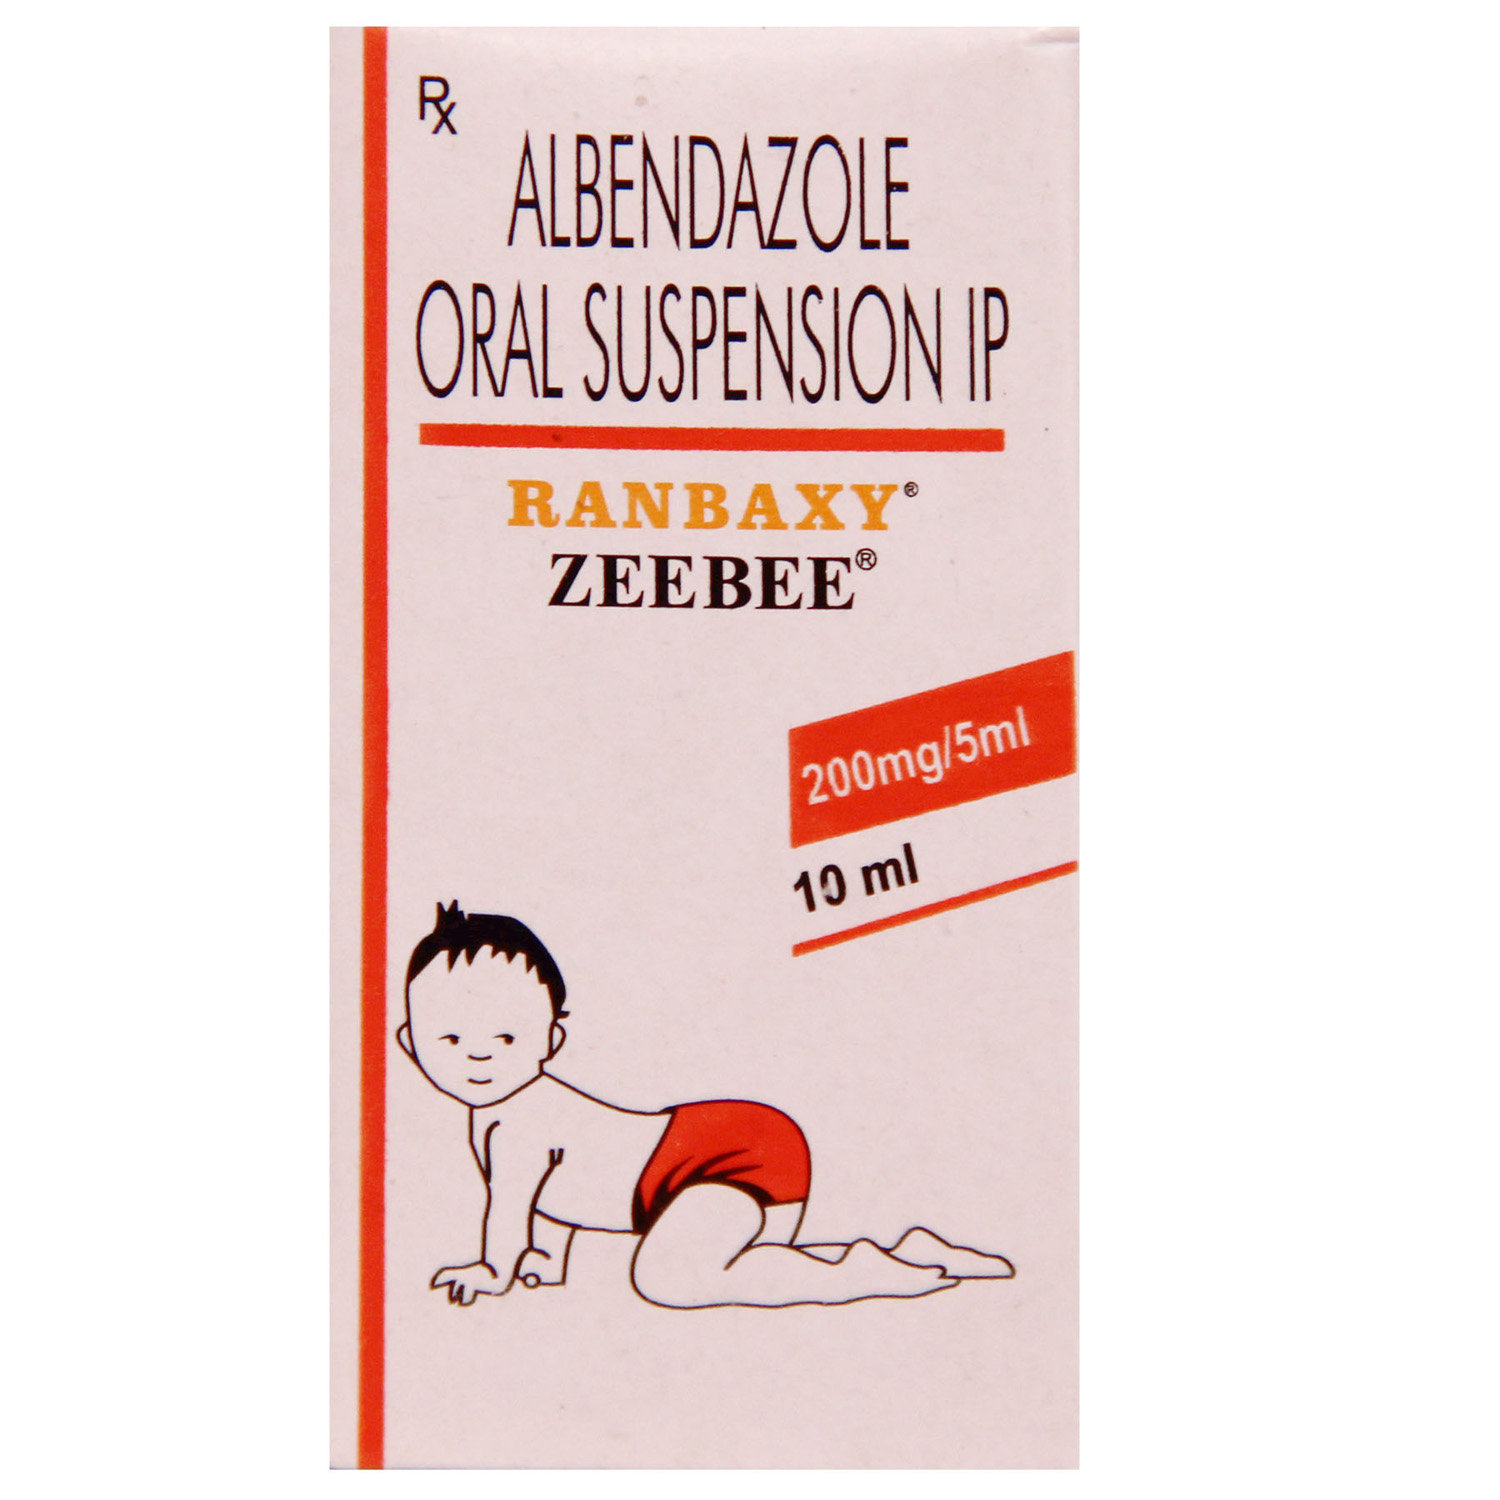 Rx
ALBENDAZOLE
ORAL SUSPENSION IP
RANBAXY®
ZEEBEE®
200mg/5ml
10 ml